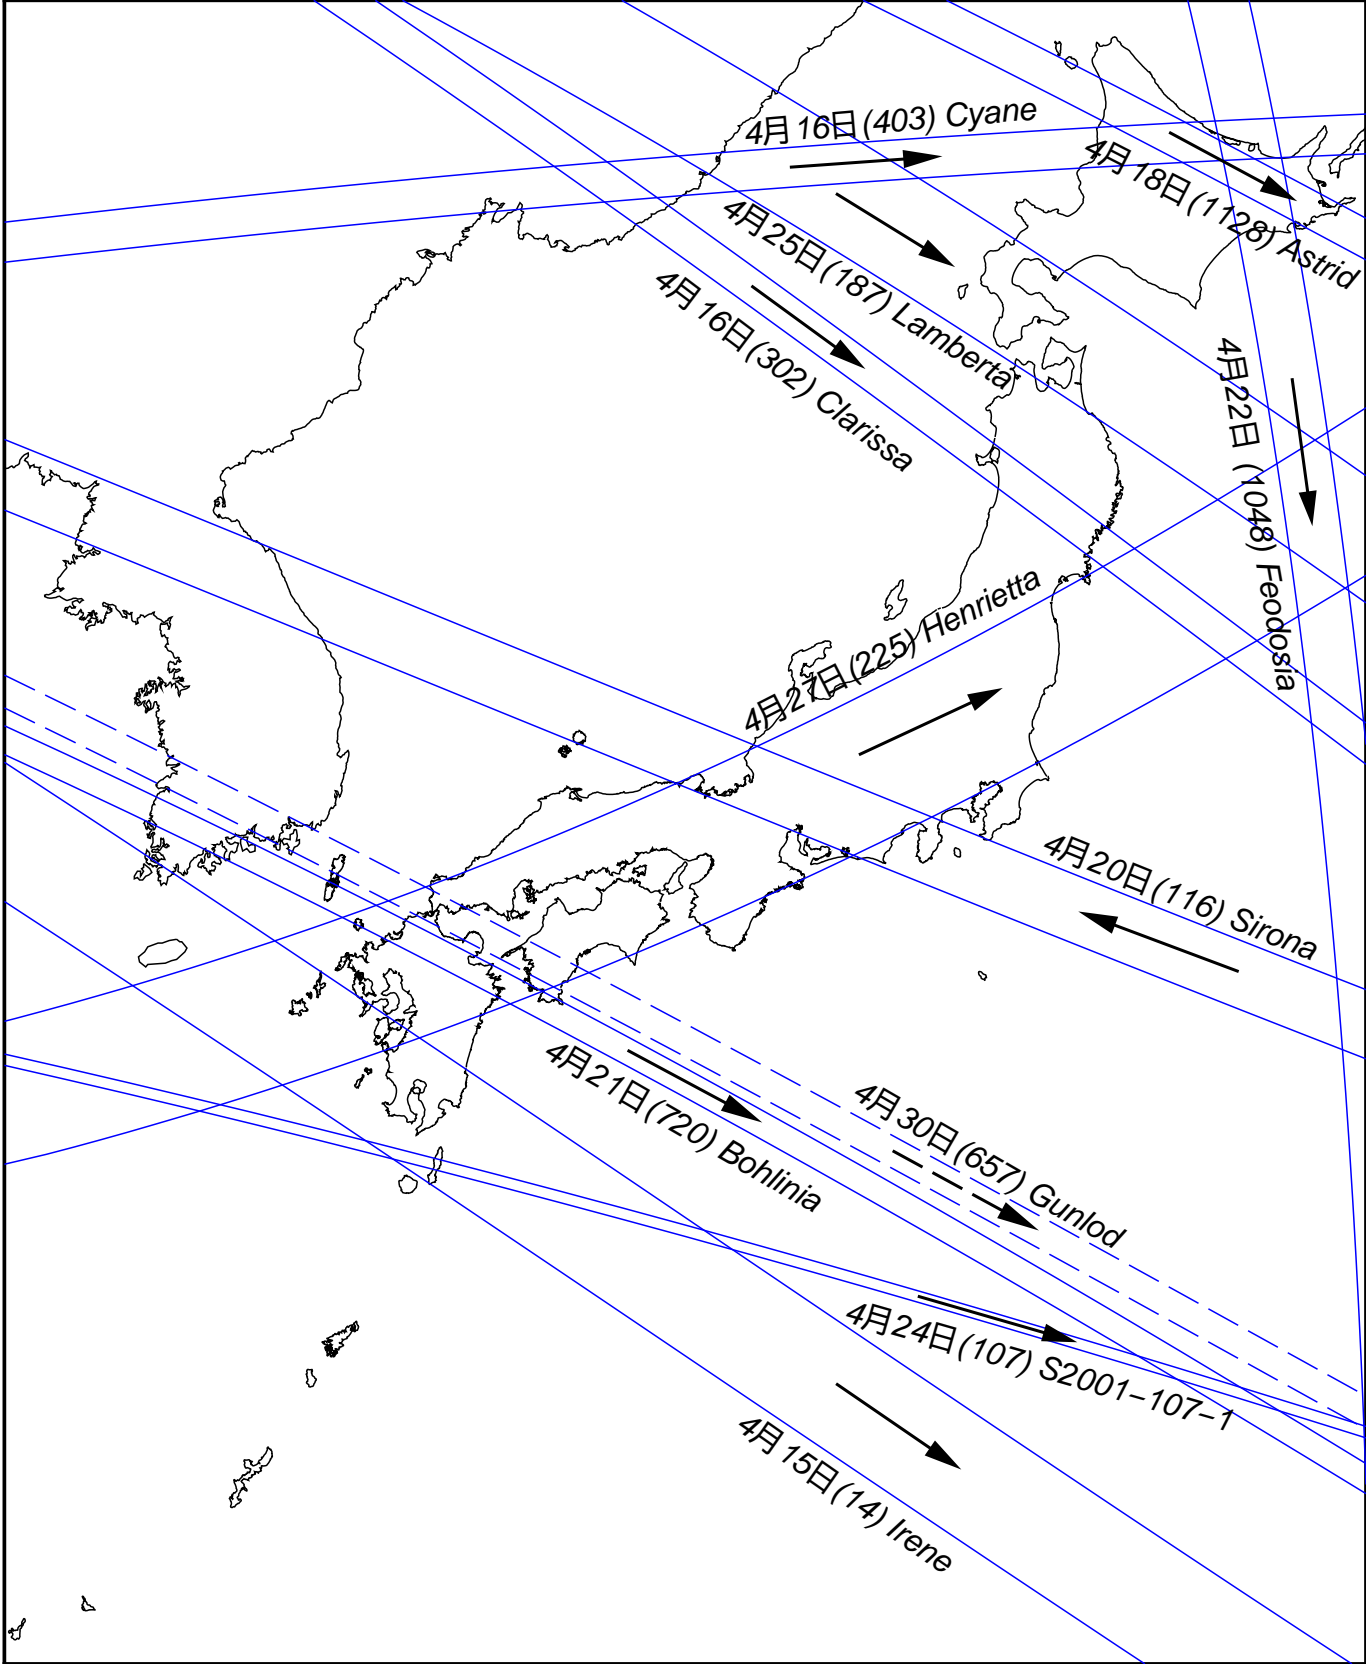 4月16日(403) Cyane
4月18日(1128) Astrid
4月25日(187) Lamberta
4月16日(302) Clarissa
4月22日 (1048) Feodosia
4月27日(225) Henrietta
4月20日(116) Sirona
4月21日(720) Bohlinia
4月30日(657) Gunlod
4月24日(107) S2001−107−1
4月15日(14) Irene